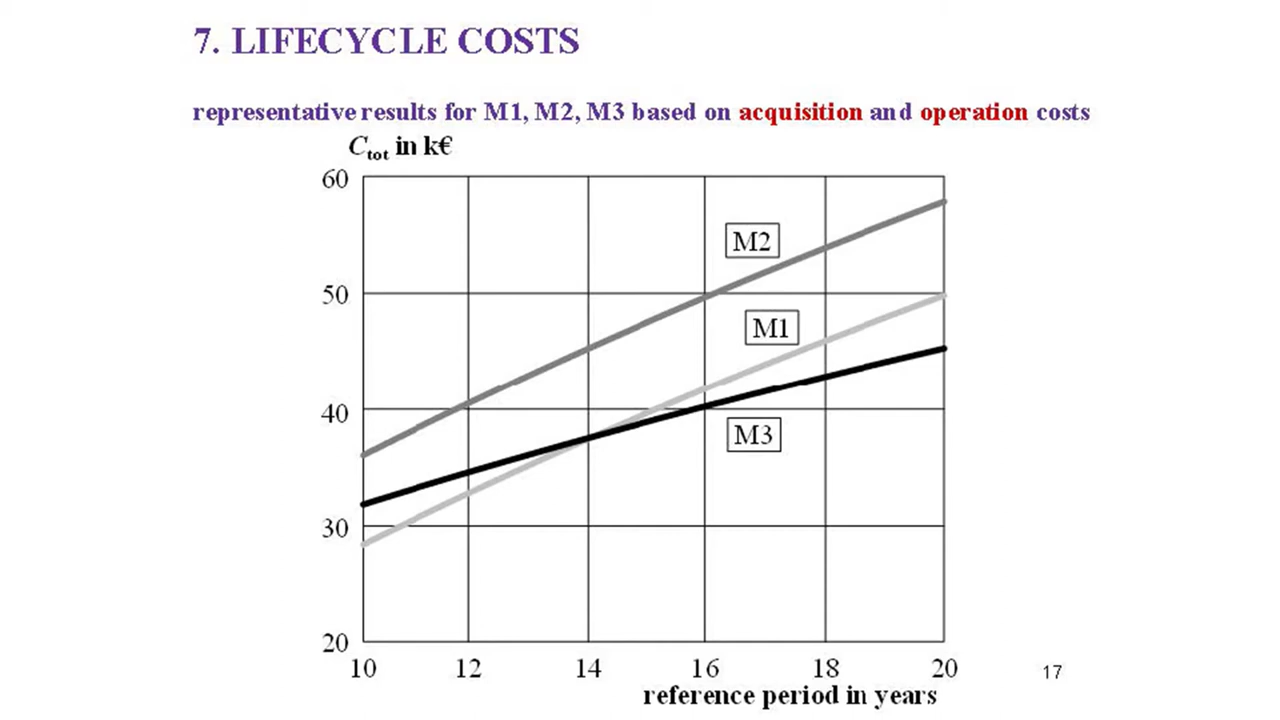 7. LIFECYCLE COSTS
representative results for M1, M2, M3 based on acquisition and operation costs
Ctot in k€
60
M2
50
M1
40
M3
30
20
10 12 14 16 18 20
17
reference period in years